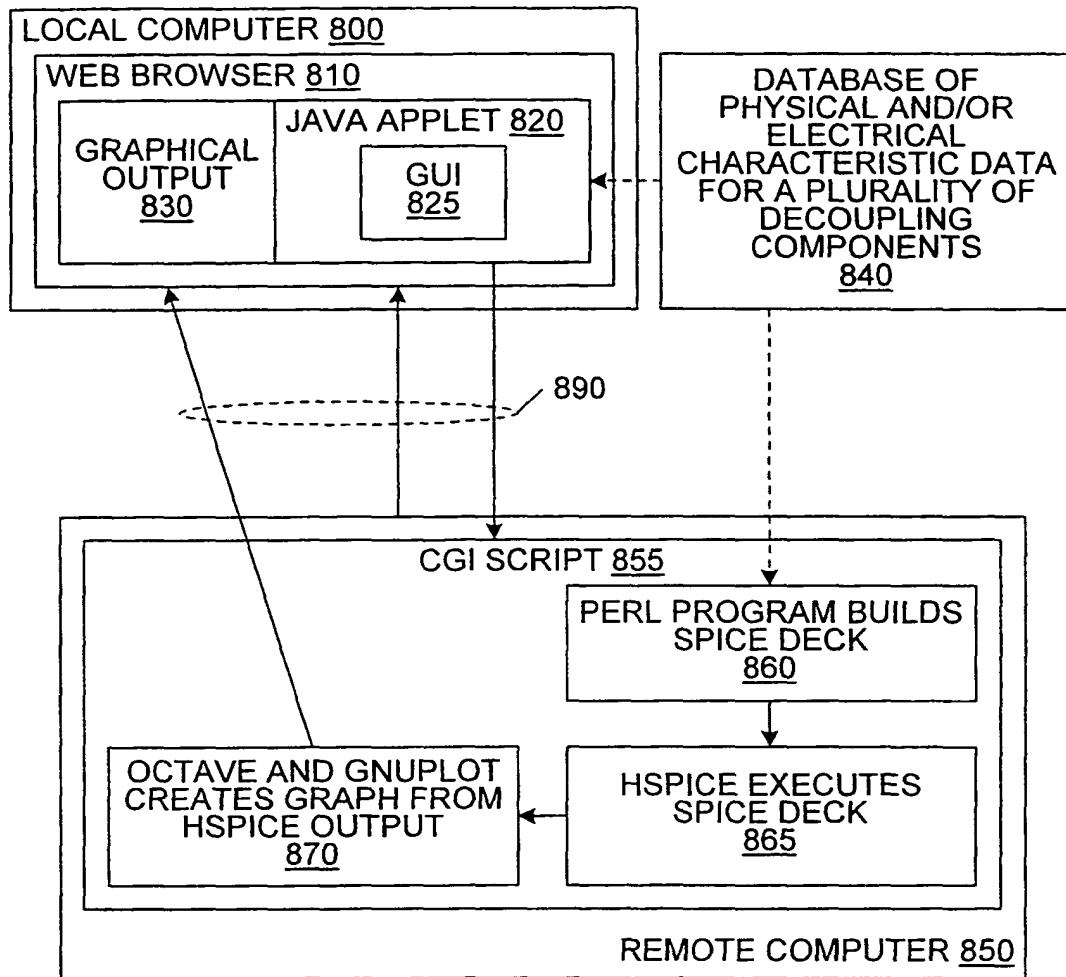 LOCAL COMPUTER 800
WEB BROWSER 810
GRAPHICAL
OUTPUT
830
JAVA APPLET 820
GUI
825
DATABASE OF
PHYSICAL AND/OR
ELECTRICAL
CHARACTERISTIC DATA
FOR A PLURALITY OF
DECOUPLING
COMPONENTS
840
890
CGI SCRIPT 855
PERL PROGRAM BUILDS
SPICE DECK
860
OCTAVE AND GNUPLOT
CREATES GRAPH FROM
HSPICE OUTPUT
870
HSPICE EXECUTES
SPICE DECK
865
REMOTE COMPUTER 850